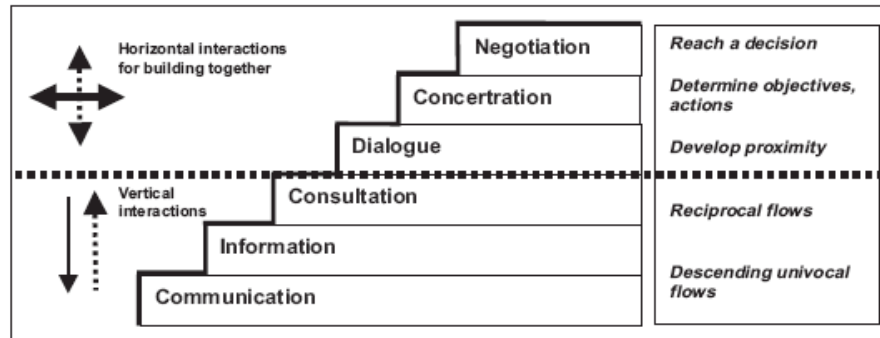 Horizontal interactions
for building together
Negotiation
Reach a decision
Concertration
Determine objectives,
actions
Dialogue
Develop proximity
Vertical
interactions
Consultation
Reciprocal flows
Information
Descending univocal
flows
Communication